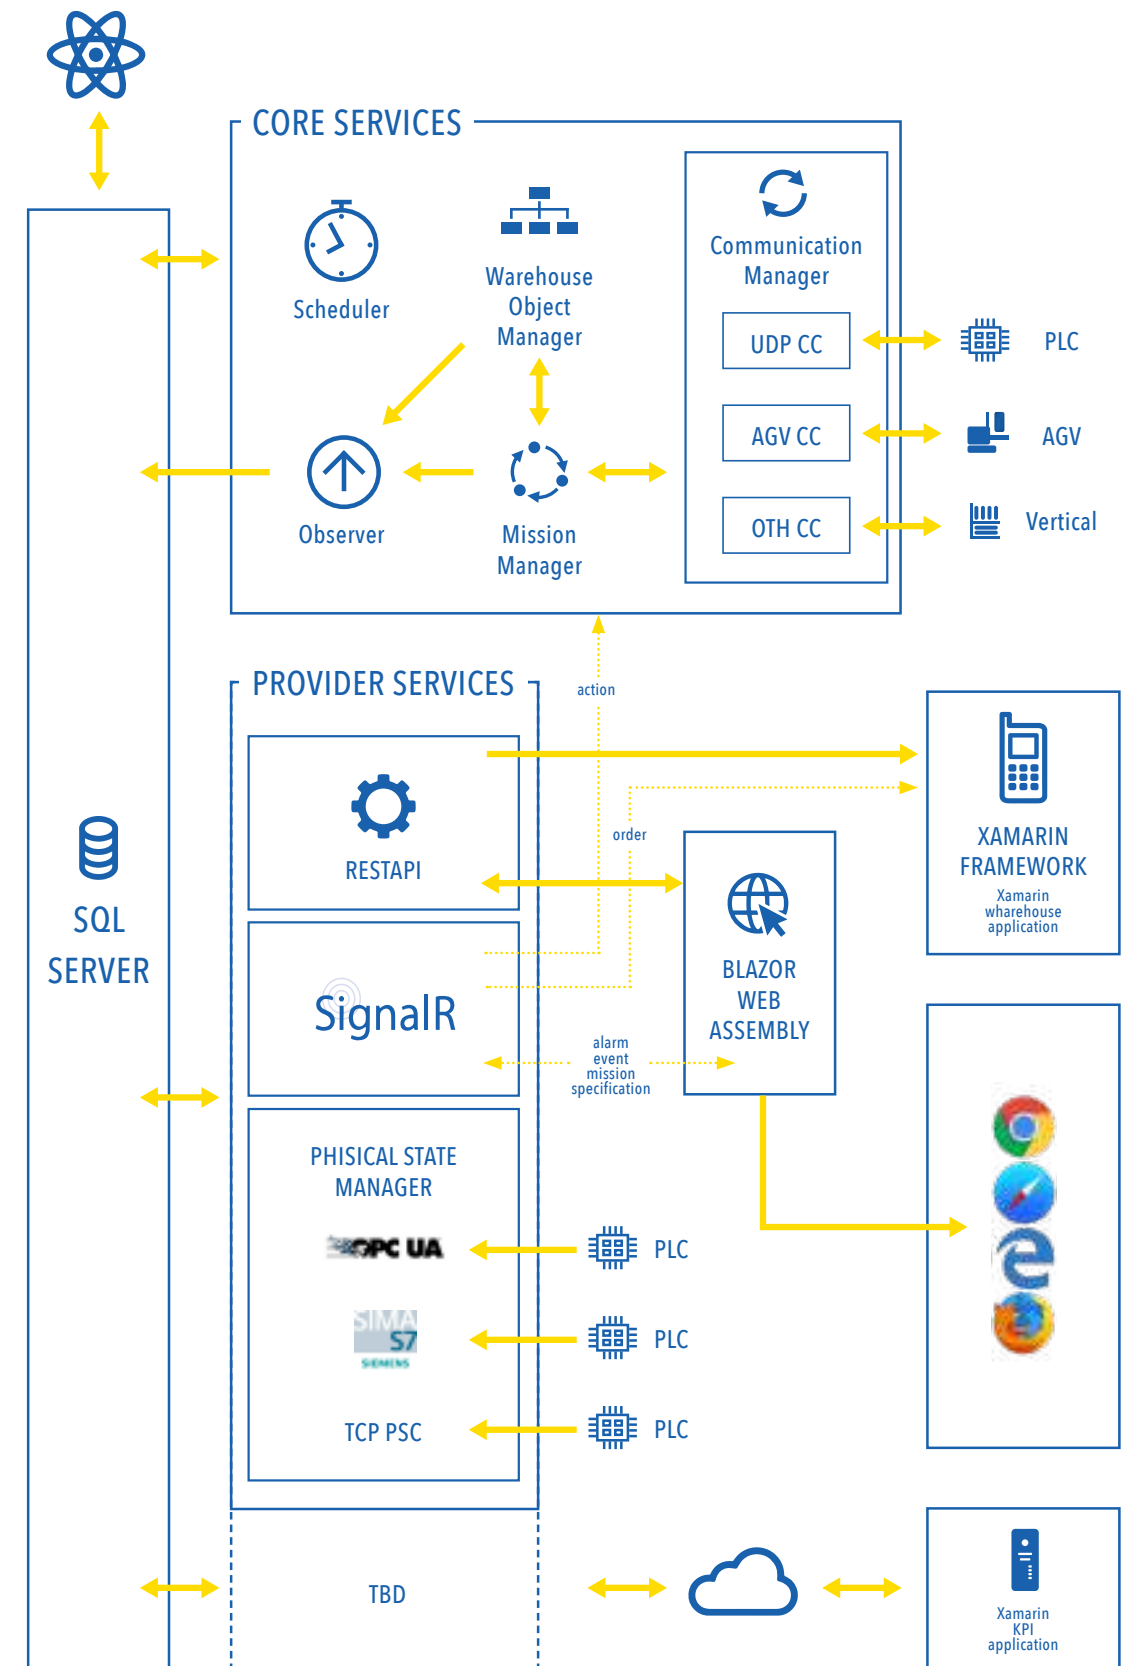 CORE SERVICES
Scheduler
Warehouse
Object
Manager
Communication
Manager
UDP CC
PLC
AGV CC
AGV
OTH CC
Vertical
Observer
Mission
Manager
PROVIDER SERVICES
action
RESTAPI
order
XAMARIN
FRAMEWORK
Xamarin
wharehouse
application
SQL
SERVER
SignalR
BLAZOR
WEB
ASSEMBLY
alarm
event
mission
specification
PHISICAL STATE
MANAGER
OPC UA
PLC
SIMA
S7
SIEMENS
PLC
TCP PSC
PLC
TBD
Xamarin
KPI
application